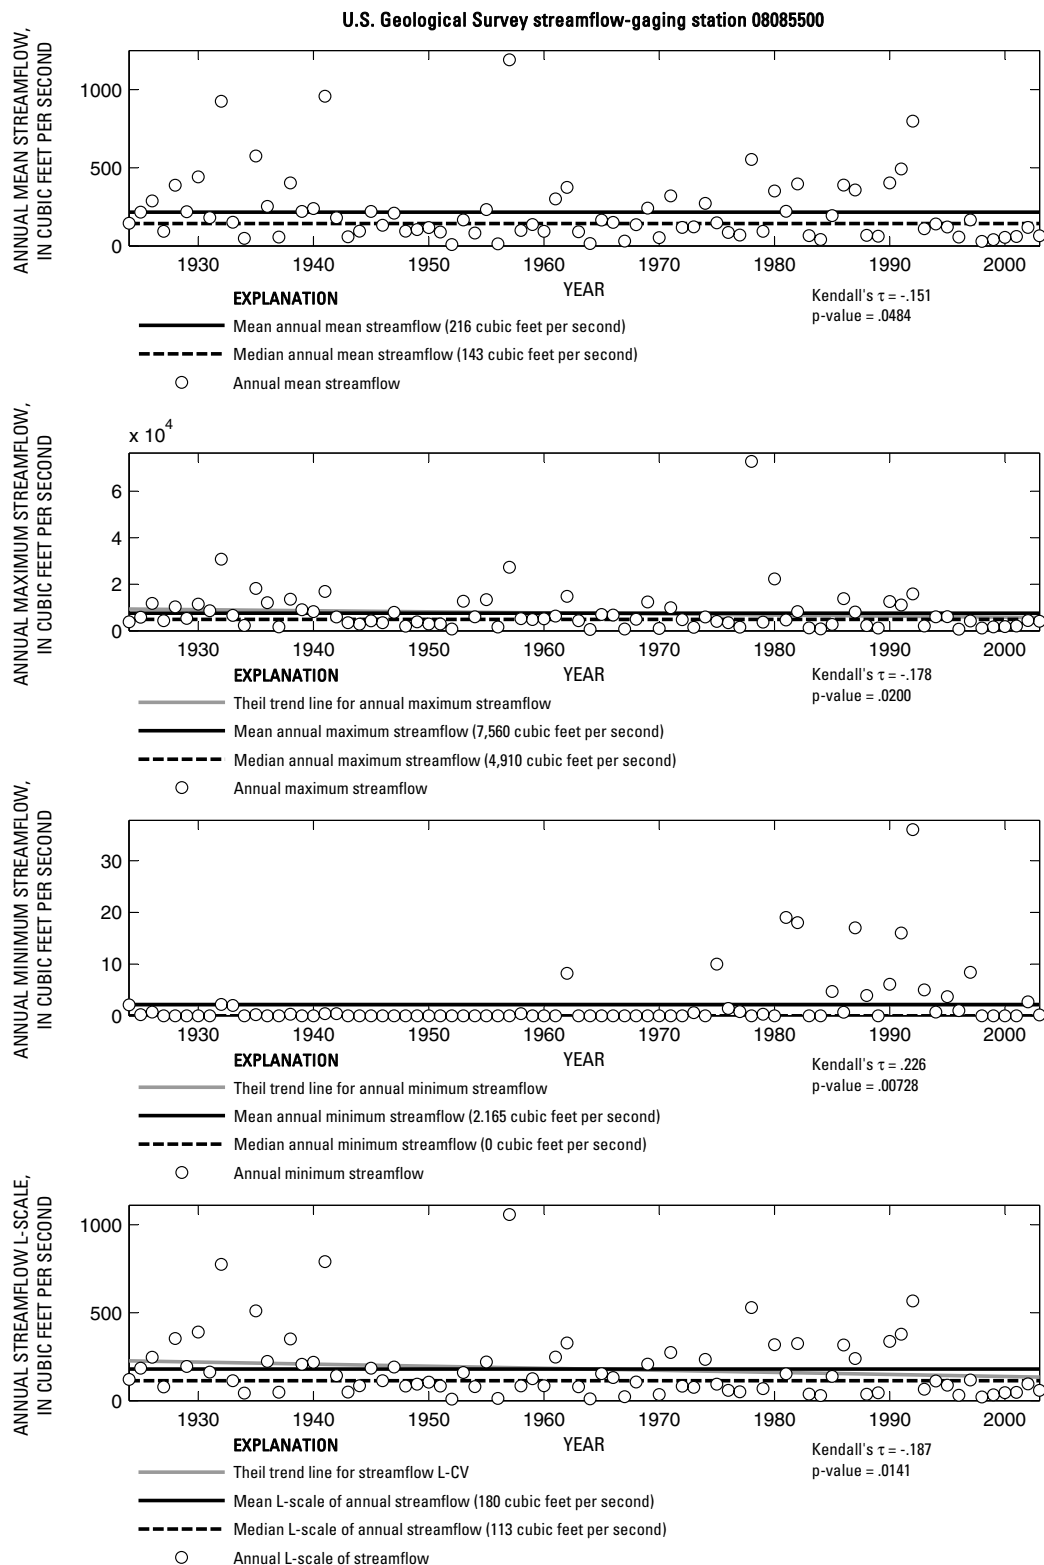 U.S. Geological Survey streamflow-gaging station 08085500
ANNUAL MEAN STREAMFLOW,
IN CUBIC FEET PER SECOND
1000
500
0
1930 1940 1950 1960 1970 1980 1990 2000
YEAR
Kendall's τ = -.151
p-value = .0484
EXPLANATION
Mean annual mean streamflow (216 cubic feet per second)
Median annual mean streamflow (143 cubic feet per second)
Annual mean streamflow
ANNUAL MAXIMUM STREAMFLOW,
IN CUBIC FEET PER SECOND
x 10^4
6
4
2
0
1930 1940 1950 1960 1970 1980 1990 2000
YEAR
Kendall's τ = -.178
p-value = .0200
EXPLANATION
Theil trend line for annual maximum streamflow
Mean annual maximum streamflow (7,560 cubic feet per second)
Median annual maximum streamflow (4,910 cubic feet per second)
Annual maximum streamflow
ANNUAL MINIMUM STREAMFLOW,
IN CUBIC FEET PER SECOND
30
20
10
0
1930 1940 1950 1960 1970 1980 1990 2000
YEAR
Kendall's τ = .226
p-value = .00728
EXPLANATION
Theil trend line for annual minimum streamflow
Mean annual minimum streamflow (2.165 cubic feet per second)
Median annual minimum streamflow (0 cubic feet per second)
Annual minimum streamflow
ANNUAL STREAMFLOW L-SCALE,
IN CUBIC FEET PER SECOND
1000
500
0
1930 1940 1950 1960 1970 1980 1990 2000
YEAR
Kendall's τ = -.187
p-value = .0141
EXPLANATION
Theil trend line for streamflow L-CV
Mean L-scale of annual streamflow (180 cubic feet per second)
Median L-scale of annual streamflow (113 cubic feet per second)
Annual L-scale of streamflow